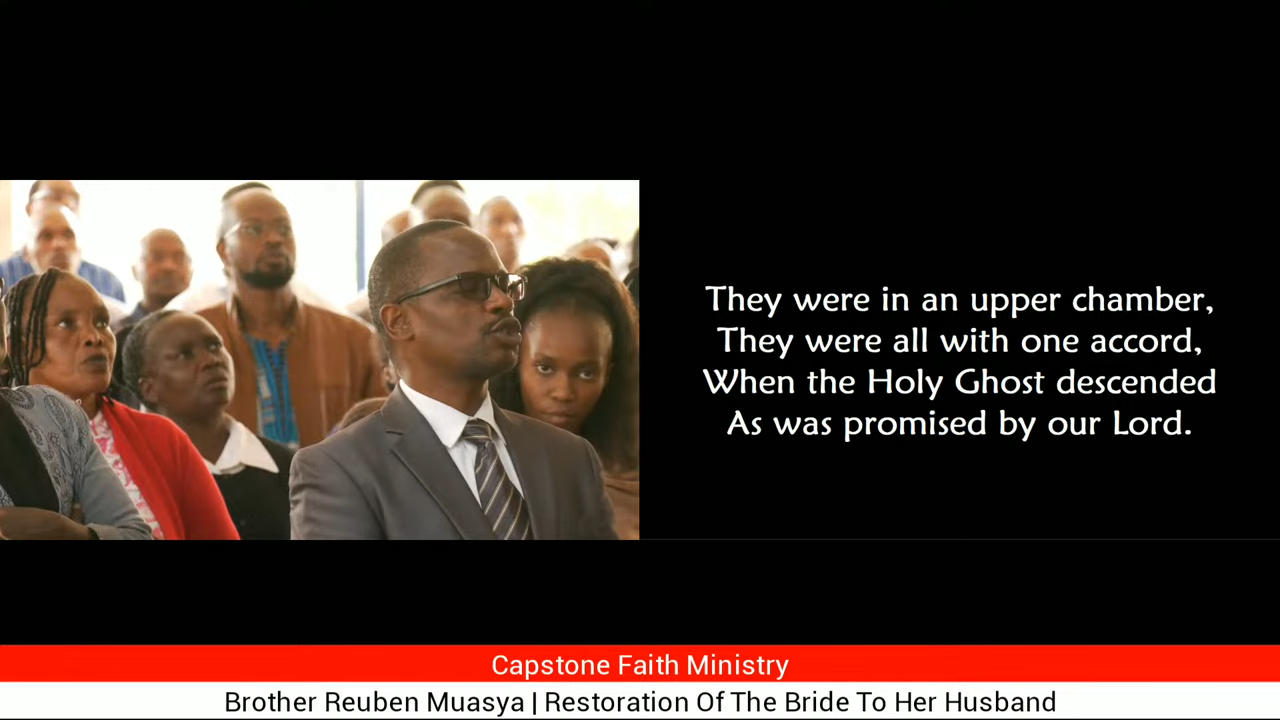 They were in an upper chamber,
They were all with one accord,
When the Holy Ghost descended
As was promised by our Lord.
Capstone Faith Ministry
Brother Reuben Muasya | Restoration Of The Bride To Her Husband